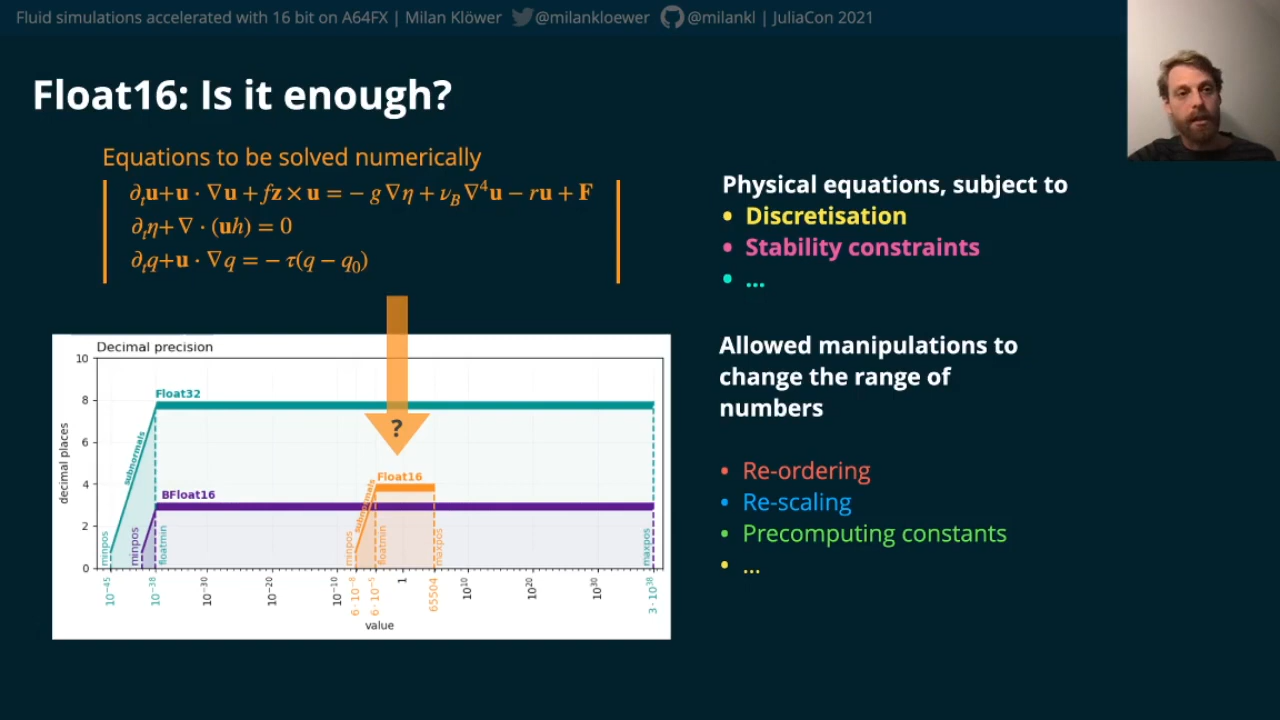 Fluid simulations accelerated with 16 bit on A64FX | Milan Klöwer @milankloewer @milankl | JuliaCon 2021
Float16: Is it enough?
Equations to be solved numerically
∂ₜu+u · ∇u + fz × u = − g∇η + ν_B∇⁴u − ru + F
∂ₜη+∇ · (uh) = 0
∂ₜq+u · ∇q = − τ(q − q₀)
Physical equations, subject to
• Discretisation
• Stability constraints
• ...
Allowed manipulations to
change the range of
numbers
• Re-ordering
• Re-scaling
• Precomputing constants
• ...
Decimal precision
decimal places
10
8
6
4
2
0
Float32
subnormals
?
Float16
subnormals
BFloat16
minpos
minpos
floatmin
minpos
floatmin
maxpos
maxpos
10⁻⁴⁵
10⁻³⁸
10⁻³⁰
10⁻²⁰
10⁻¹⁰
6 · 10⁻⁸
6 · 10⁻⁵
1
65504
10¹⁰
10²⁰
10³⁰
3 · 10³⁸
value